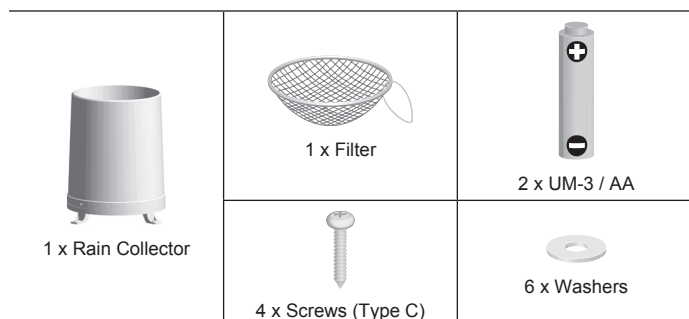 1 x Filter
2 x UM-3 / AA
1 x Rain Collector
4 x Screws (Type C)
6 x Washers